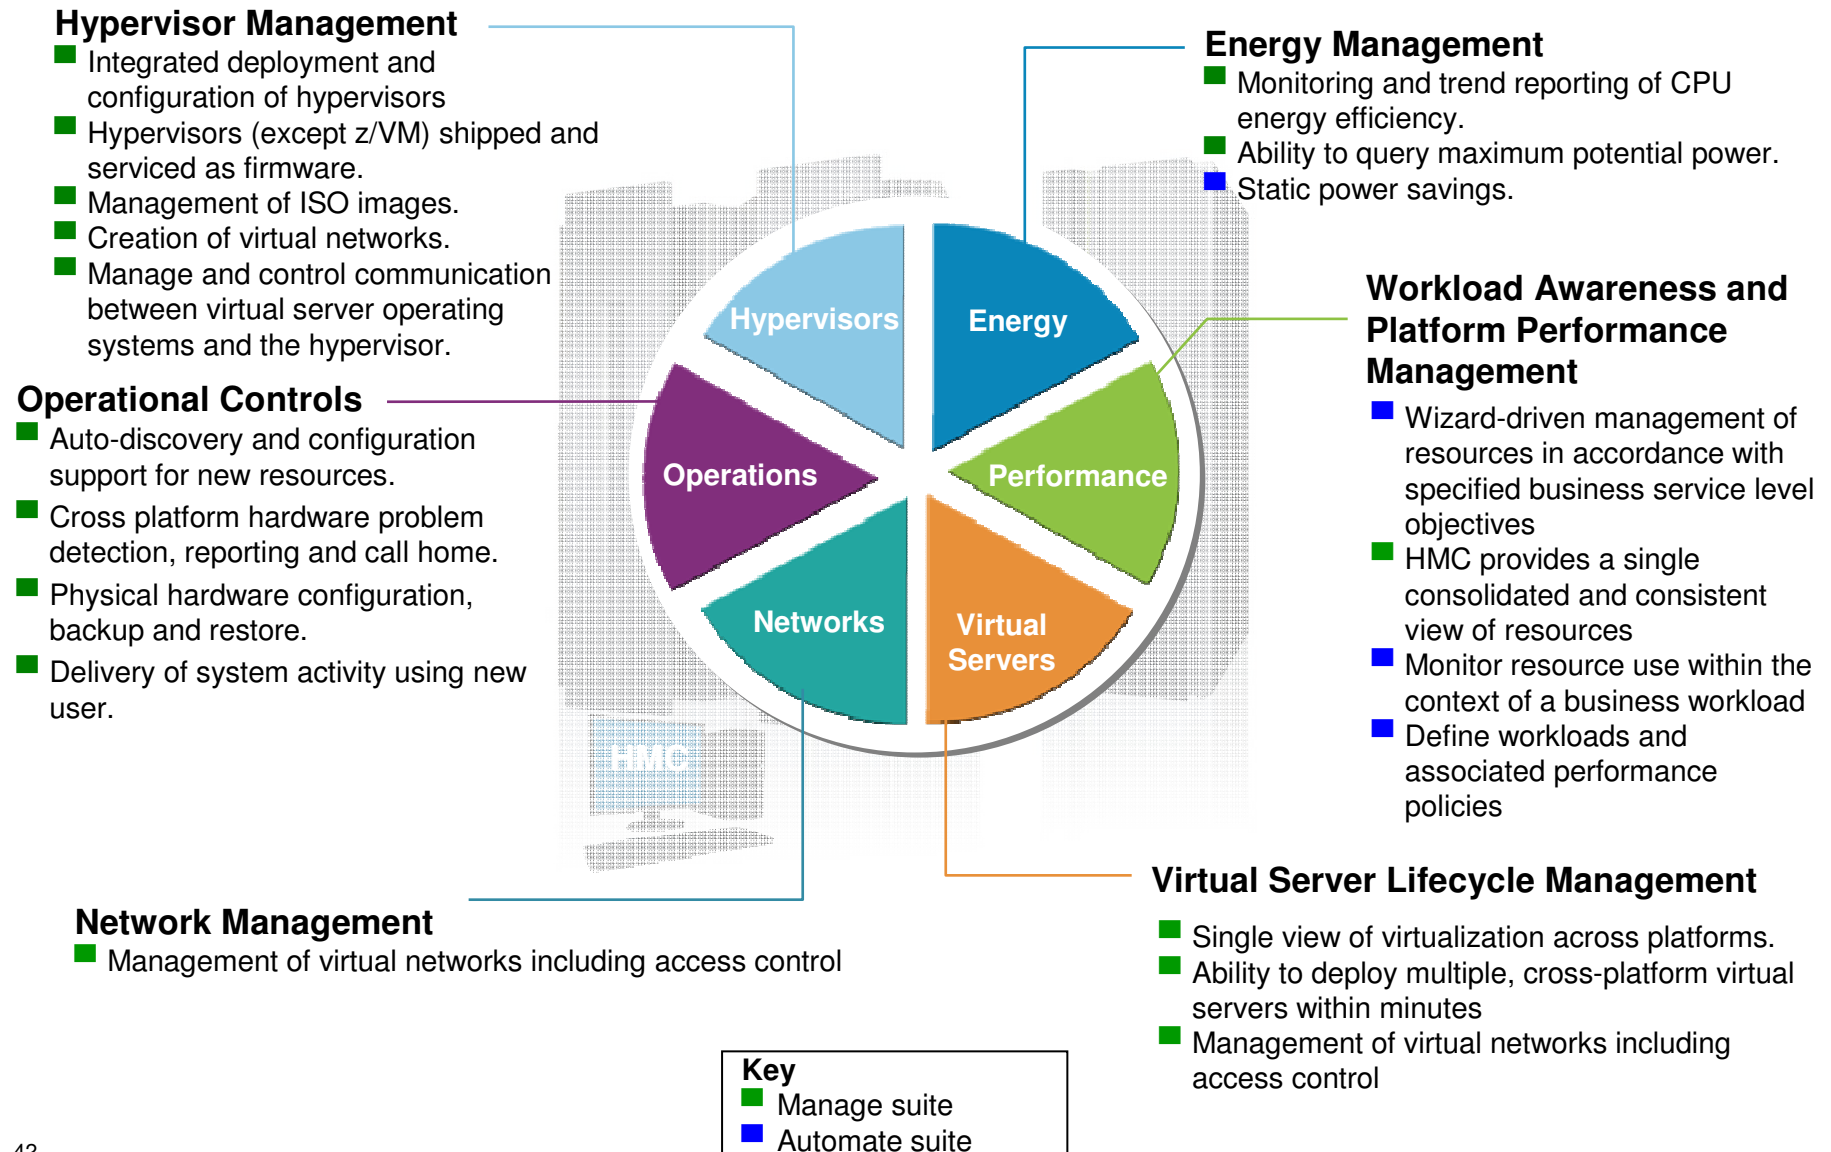 Hypervisor Management
Integrated deployment and
configuration of hypervisors
Hypervisors (except z/VM) shipped and
serviced as firmware.
Management of ISO images.
Creation of virtual networks.
Manage and control communication
between virtual server operating
systems and the hypervisor.
Operational Controls
Auto-discovery and configuration
support for new resources.
Cross platform hardware problem
detection, reporting and call home.
Physical hardware configuration,
backup and restore.
Delivery of system activity using new
user.
Energy Management
Monitoring and trend reporting of CPU
energy efficiency.
Ability to query maximum potential power.
Static power savings.
Workload Awareness and
Platform Performance
Management
Wizard-driven management of
resources in accordance with
specified business service level
objectives
HMC provides a single
consolidated and consistent
view of resources
Monitor resource use within the
context of a business workload
Define workloads and
associated performance
policies
Hypervisors
Energy
Operations
Performance
Networks
Virtual
Servers
HMC
Network Management
Management of virtual networks including access control
Virtual Server Lifecycle Management
Single view of virtualization across platforms.
Ability to deploy multiple, cross-platform virtual
servers within minutes
Management of virtual networks including
access control
Key
Manage suite
Automate suite